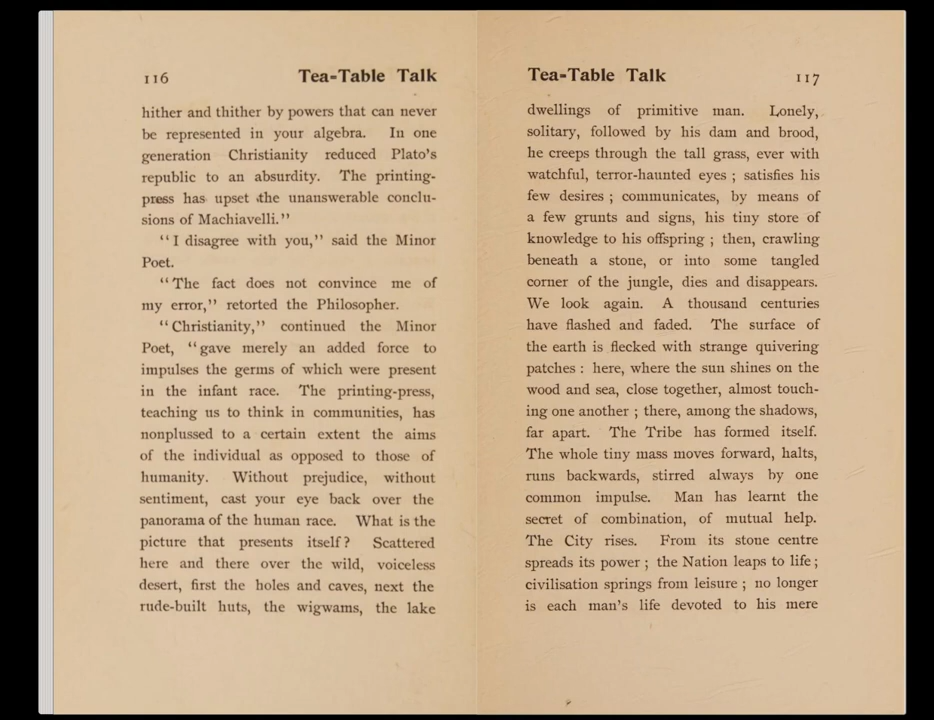 116 Tea-Table Talk
hither and thither by powers that can never
be represented in your algebra. In one
generation Christianity reduced Plato's
republic to an absurdity. The printing-
press has upset the unanswerable conclu-
sions of Machiavelli."
"I disagree with you," said the Minor
Poet.
"The fact does not convince me of
my error," retorted the Philosopher.
"Christianity," continued the Minor
Poet, "gave merely an added force to
impulses the germs of which were present
in the infant race. The printing-press,
teaching us to think in communities, has
nonplussed to a certain extent the aims
of the individual as opposed to those of
humanity. Without prejudice, without
sentiment, cast your eye back over the
panorama of the human race. What is the
picture that presents itself? Scattered
here and there over the wild, voiceless
desert, first the holes and caves, next the
rude-built huts, the wigwams, the lake
Tea-Table Talk 117
dwellings of primitive man. Lonely,
solitary, followed by his dam and brood,
he creeps through the tall grass, ever with
watchful, terror-haunted eyes; satisfies his
few desires; communicates, by means of
a few grunts and signs, his tiny store of
knowledge to his offspring; then, crawling
beneath a stone, or into some tangled
corner of the jungle, dies and disappears.
We look again. A thousand centuries
have flashed and faded. The surface of
the earth is flecked with strange quivering
patches: here, where the sun shines on the
wood and sea, close together, almost touch-
ing one another; there, among the shadows,
far apart. The Tribe has formed itself.
The whole tiny mass moves forward, halts,
runs backwards, stirred always by one
common impulse. Man has learnt the
secret of combination, of mutual help.
The City rises. From its stone centre
spreads its power; the Nation leaps to life;
civilisation springs from leisure; no longer
is each man's life devoted to his mere